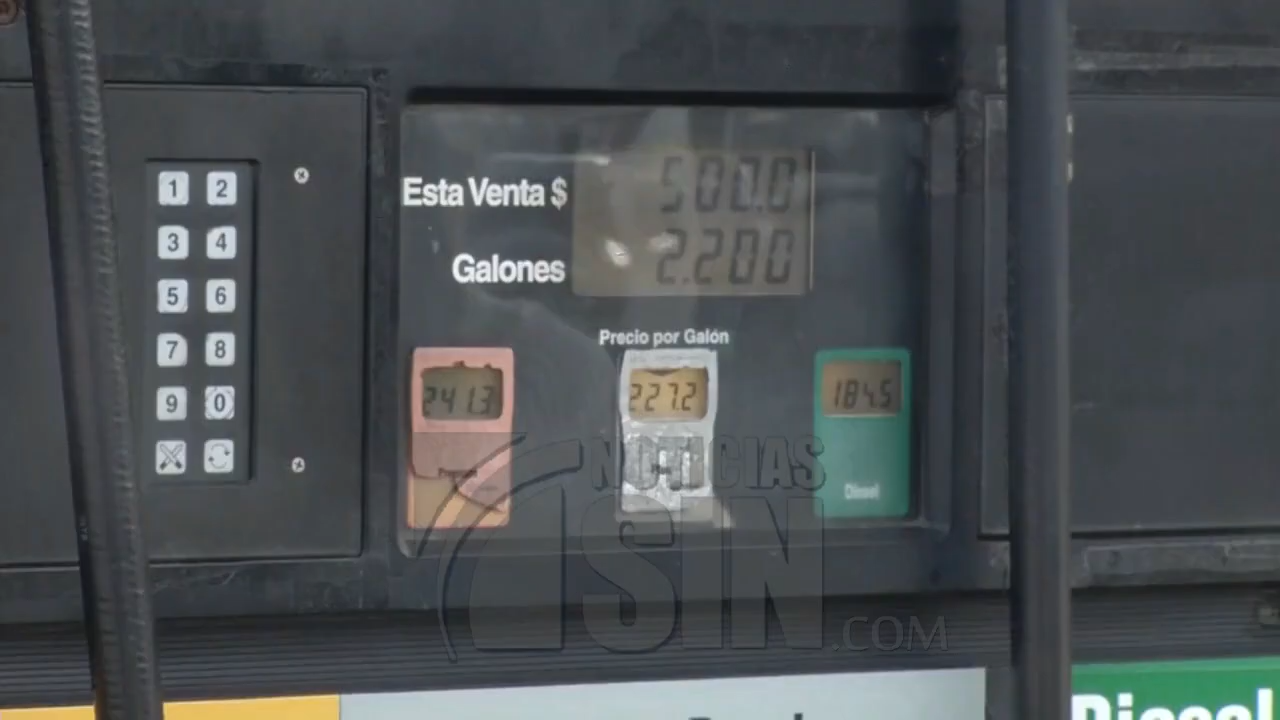 1 2
3 4
5 6
7 8
9 0
Esta Venta $ 500.0
Galones 2.200
Precio por Galón
241.3 227.2 184.5
Diesel
NOTICIAS
SIN
.COM
Diesel